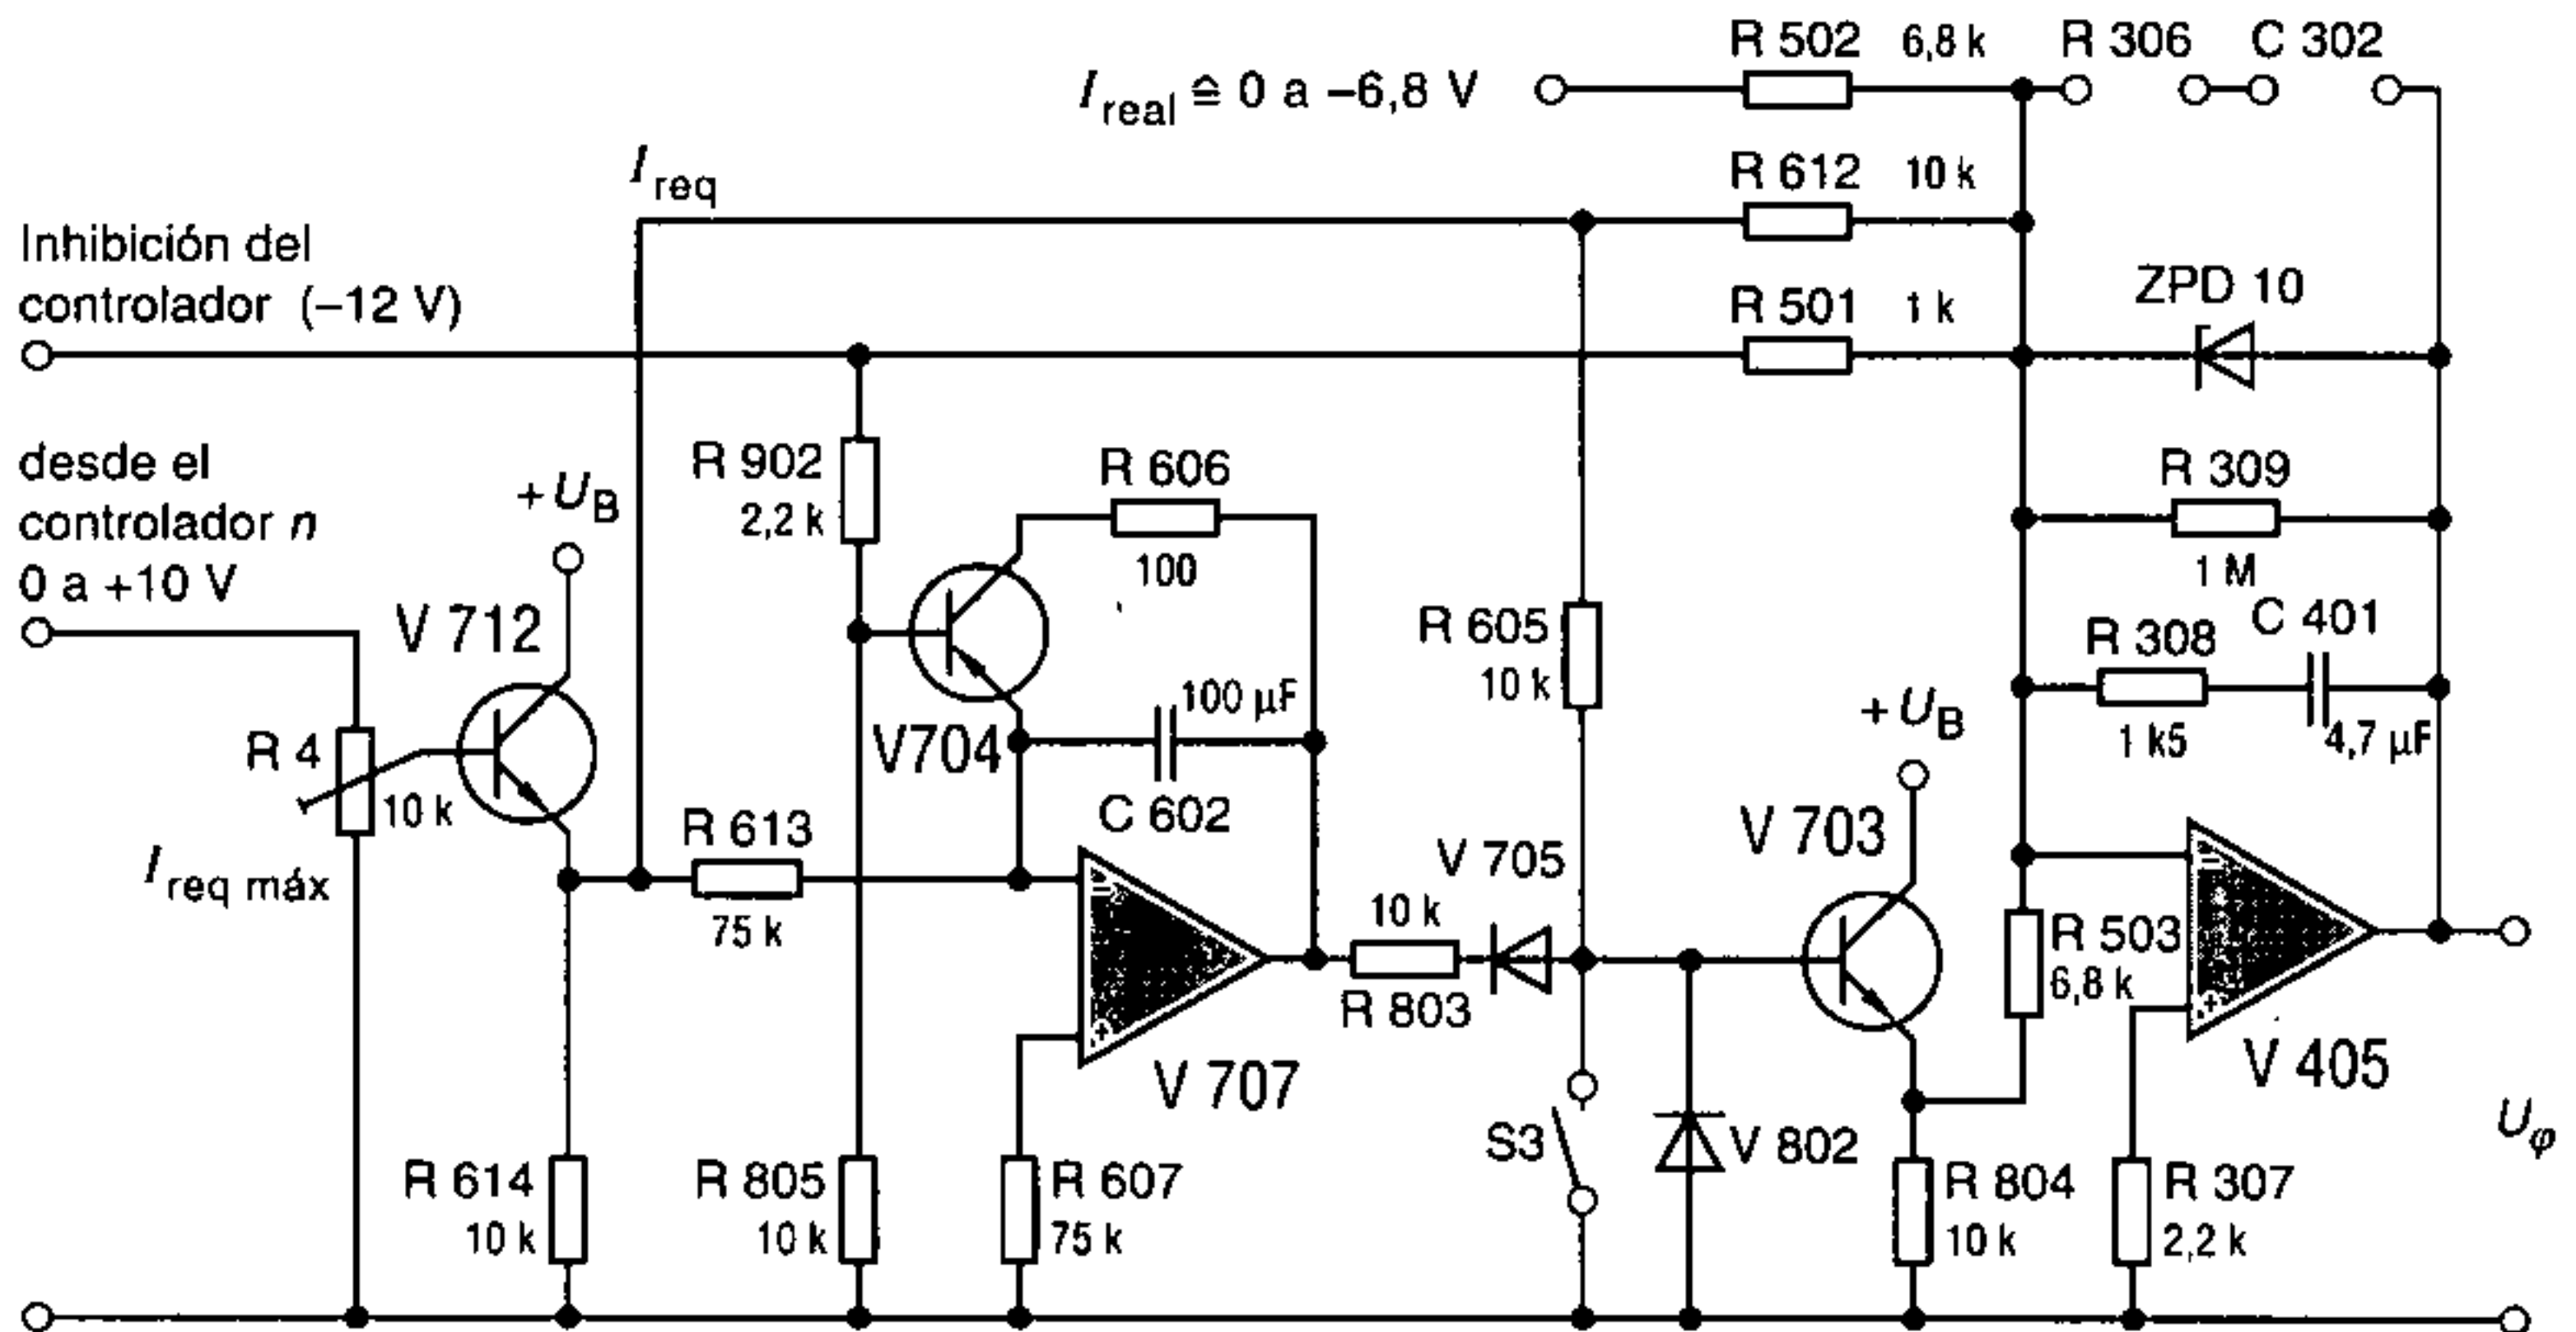 R 502 6,8 k R 306 C 302
I real ≙ 0 a –6,8 V
I req
R 612 10 k
Inhibición del
controlador (–12 V)
R 501 1 k
ZPD 10
desde el
controlador n
0 a +10 V
+U_B
V 712
R 902
2,2 k
R 606
100
R 309
1 M
R 605
10 k
R 308
1 k5
C 401
4,7 µF
R 4
10 k
I req máx
V704
100 µF
C 602
+U_B
V 703
R 613
75 k
V 705
10 k
R 803
R 503
6,8 k
V 707
V 405
S3
V 802
U_φ
R 614
10 k
R 805
10 k
R 607
75 k
R 804
10 k
R 307
2,2 k